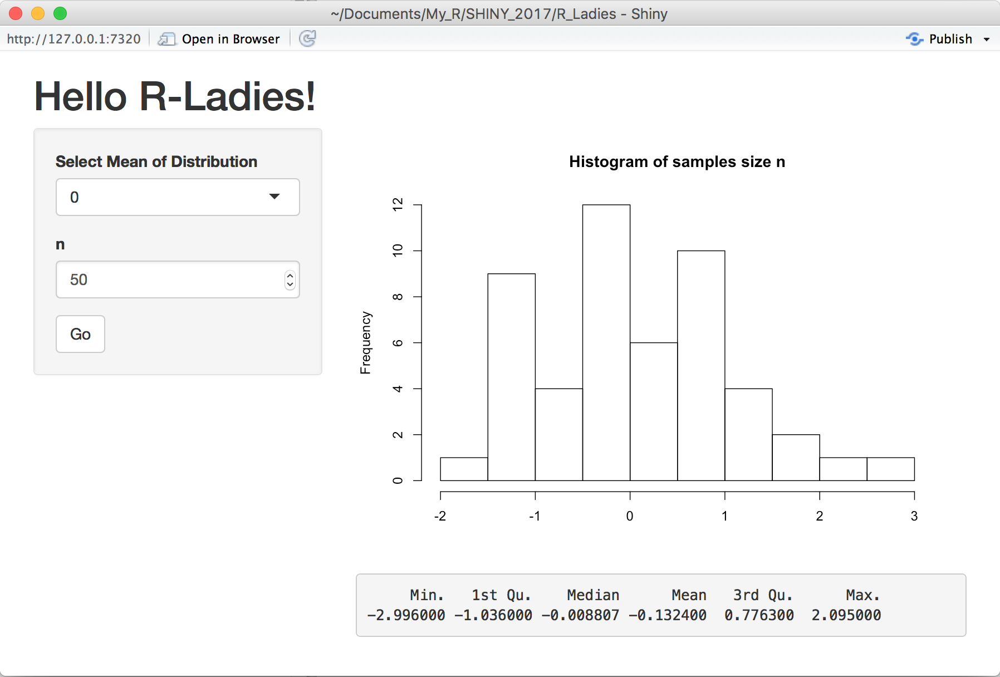 ~/Documents/My_R/SHINY_2017/R_Ladies - Shiny
http://127.0.0.1:7320 Open in Browser Publish
Hello R-Ladies!
Select Mean of Distribution
0
n
50
Go
Histogram of samples size n
Frequency
12
10
8
6
4
2
0
-2 -1 0 1 2 3
Min. 1st Qu. Median Mean 3rd Qu. Max.
-2.996000 -1.036000 -0.008807 -0.132400 0.776300 2.095000